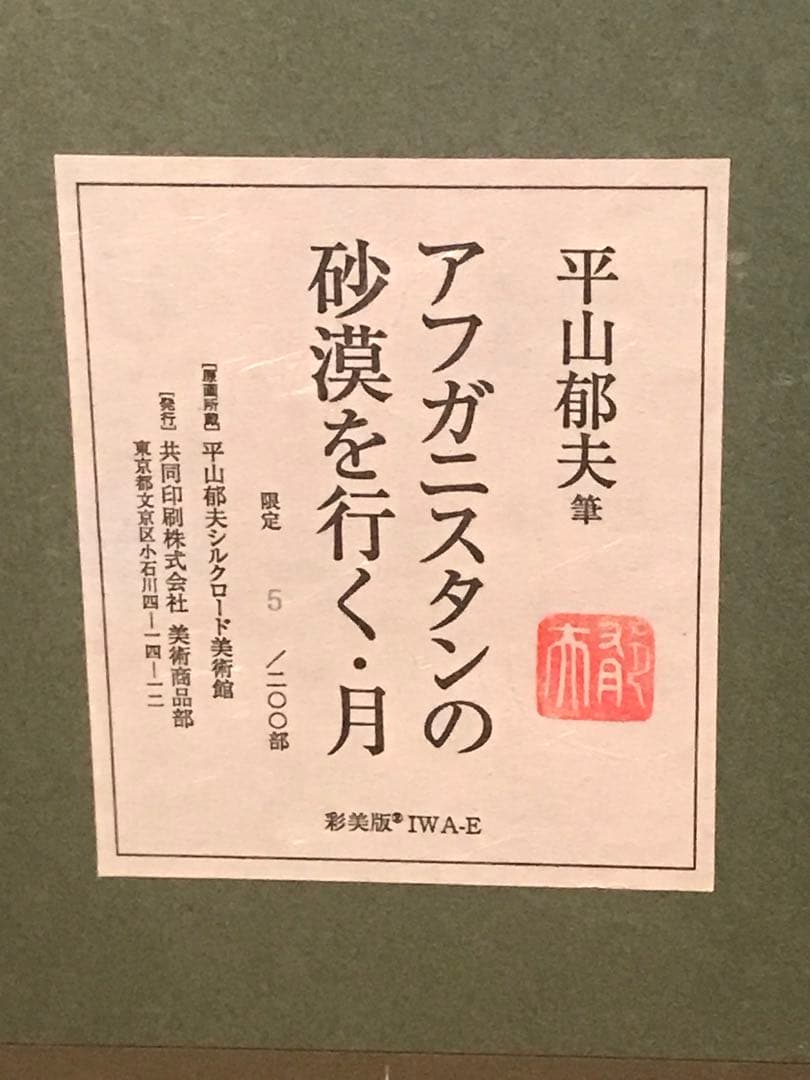 平山郁夫筆
郁夫
アフガニスタンの
砂漠を行く・月
限定 5 /二〇〇部
[原画所蔵] 平山郁夫シルクロード美術館
[発行] 共同印刷株式会社 美術商品部
東京都文京区小石川四―一四―一二
彩美版® IWA-E